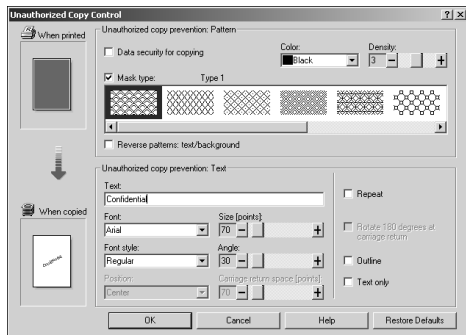 Unauthorized Copy Control
When printed
When copied
Confidential
Unauthorized copy prevention: Pattern
Data security for copying
Color:
Black
Density:
3
Mask type:
Type 1
Reverse patterns: text/background
Unauthorized copy prevention: Text
Text:
Confidential
Font:
Arial
Size [points]:
70
Font style:
Regular
Angle:
30
Position:
Center
Carriage return space [points]
70
Repeat
Rotate 180 degrees at
carriage return
Outline
Text only
OK
Cancel
Help
Restore Defaults